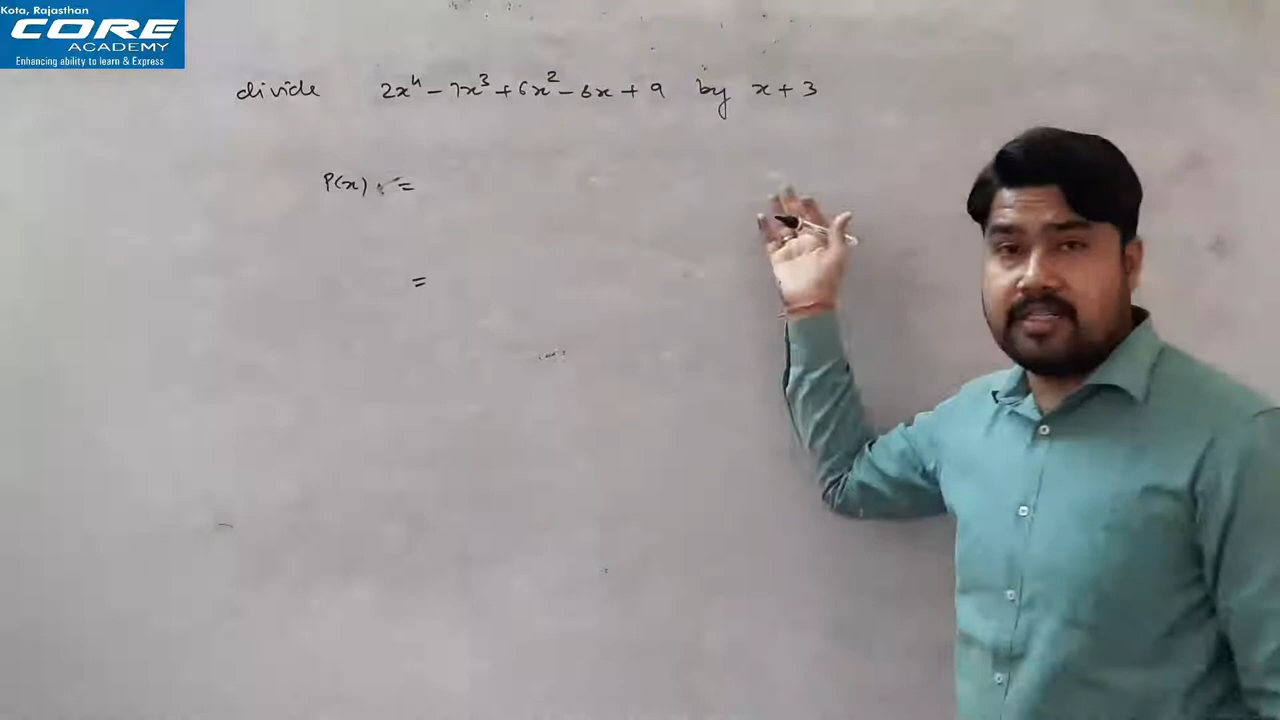 Kota, Rajasthan
CORE
ACADEMY
Enhancing ability to learn & Express
divide 2x⁴ - 7x³ + 6x² - 6x + 9 by x + 3
P(x) =
=